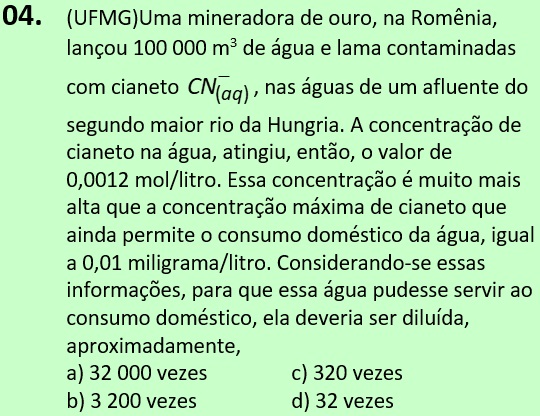 04. (UFMG)Uma mineradora de ouro, na Romênia,
lançou 100 000 m³ de água e lama contaminadas
com cianeto CN⁻(aq) , nas águas de um afluente do
segundo maior rio da Hungria. A concentração de
cianeto na água, atingiu, então, o valor de
0,0012 mol/litro. Essa concentração é muito mais
alta que a concentração máxima de cianeto que
ainda permite o consumo doméstico da água, igual
a 0,01 miligrama/litro. Considerando-se essas
informações, para que essa água pudesse servir ao
consumo doméstico, ela deveria ser diluída,
aproximadamente,
a) 32 000 vezes c) 320 vezes
b) 3 200 vezes d) 32 vezes